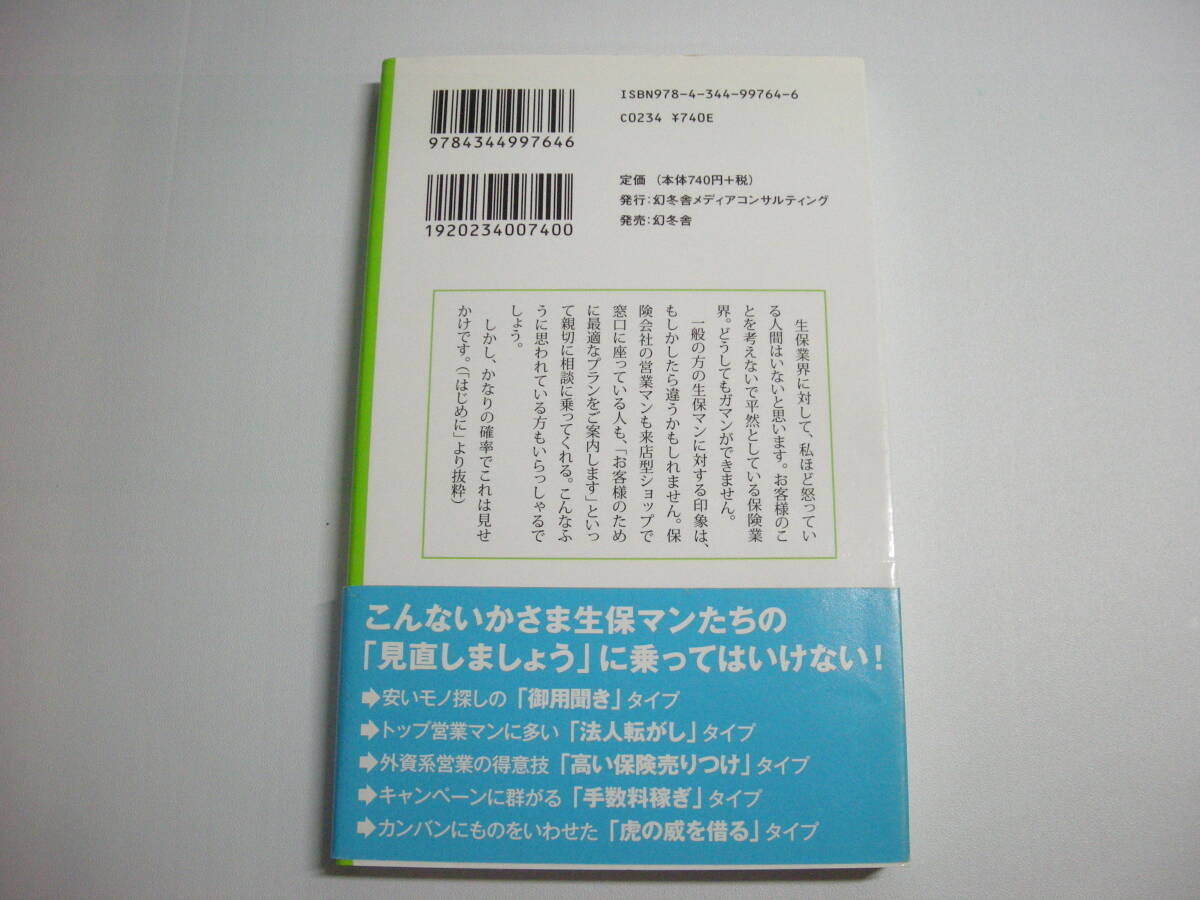 9784344997646
1920234007400
ISBN978-4-344-99764-6
C0234 ¥740E
定価 (本体740円+税)
発行:幻冬舎メディアコンサルティング
発売:幻冬舎
生保業界に対して、私ほど怒ってい
る人間はいないと思います。お客様のこ
とを考えないで平然としている保険業
界。どうしてもガマンができません。
一般の方の生保マンに対する印象は、
もしかしたら違うかもしれません。保
険会社の営業マンも来店型ショップで
窓口に座っている人も、「お客様のため
に最適なプランをご案内します」といっ
て親切に相談に乗ってくれる。こんなふ
うに思われている方もいらっしゃるで
しょう。
しかし、かなりの確率でこれは見せ
かけです。(「はじめに」より抜粋)
こんないかさま生保マンたちの
「見直しましょう」に乗ってはいけない!
➡安いモノ探しの「御用聞き」タイプ
➡トップ営業マンに多い「法人転がし」タイプ
➡外資系営業の得意技「高い保険売りつけ」タイプ
➡キャンペーンに群がる「手数料稼ぎ」タイプ
➡カンバンにものをいわせた「虎の威を借る」タイプ